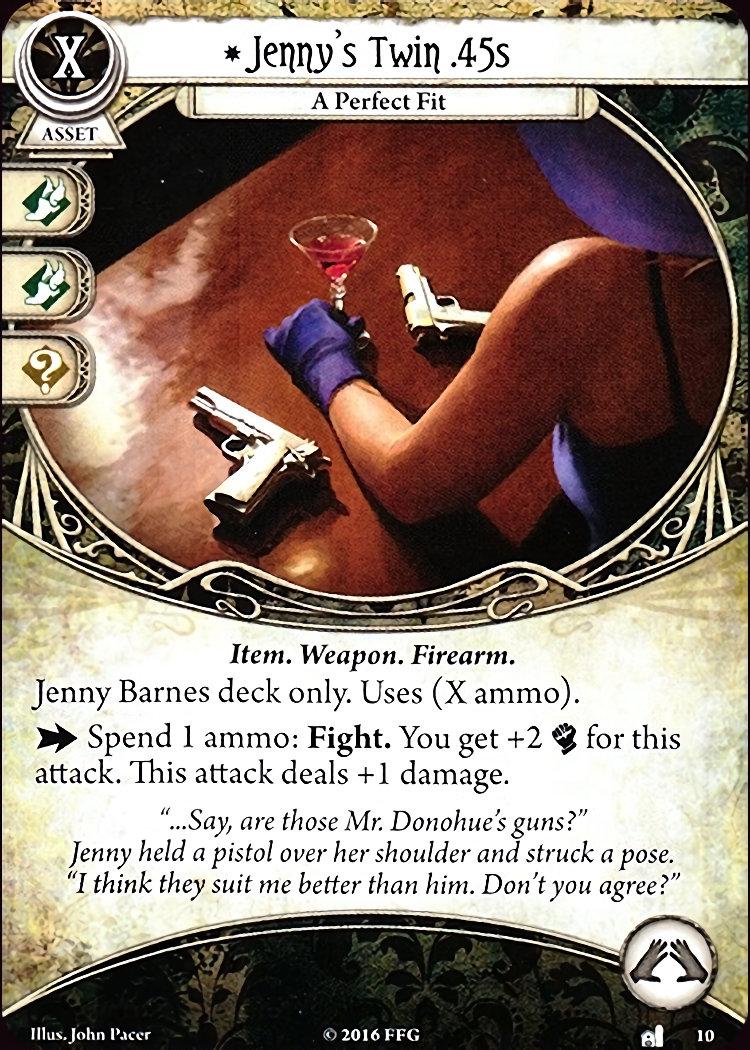 X
Jenny's Twin .45s
A Perfect Fit
ASSET
?
Item. Weapon. Firearm.
Jenny Barnes deck only. Uses (X ammo).
Spend 1 ammo: Fight. You get +2 for this
attack. This attack deals +1 damage.
"...Say, are those Mr. Donohue's guns?"
Jenny held a pistol over her shoulder and struck a pose.
"I think they suit me better than him. Don't you agree?"
Illus. John Pacer
© 2016 FFG
10